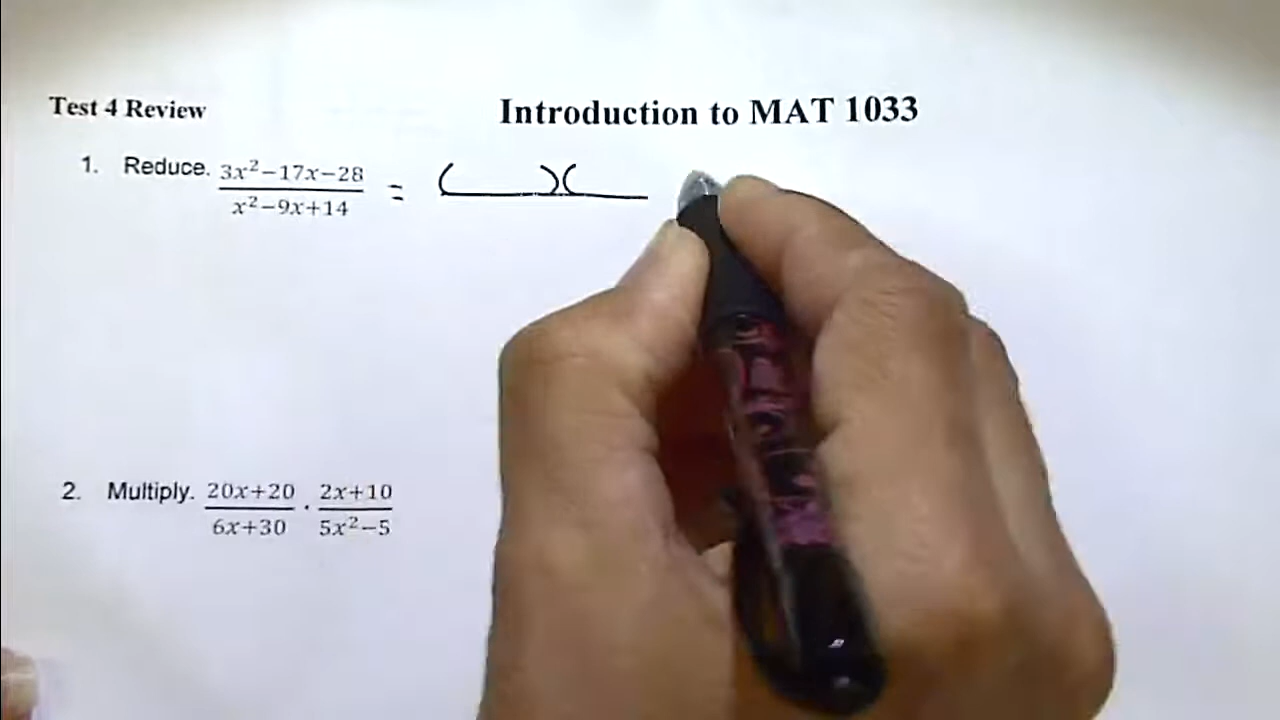 Test 4 Review Introduction to MAT 1033
1. Reduce. 3x²−17x−28 / x²−9x+14 = ( )(
2. Multiply. 20x+20 / 6x+30 · 2x+10 / 5x²−5